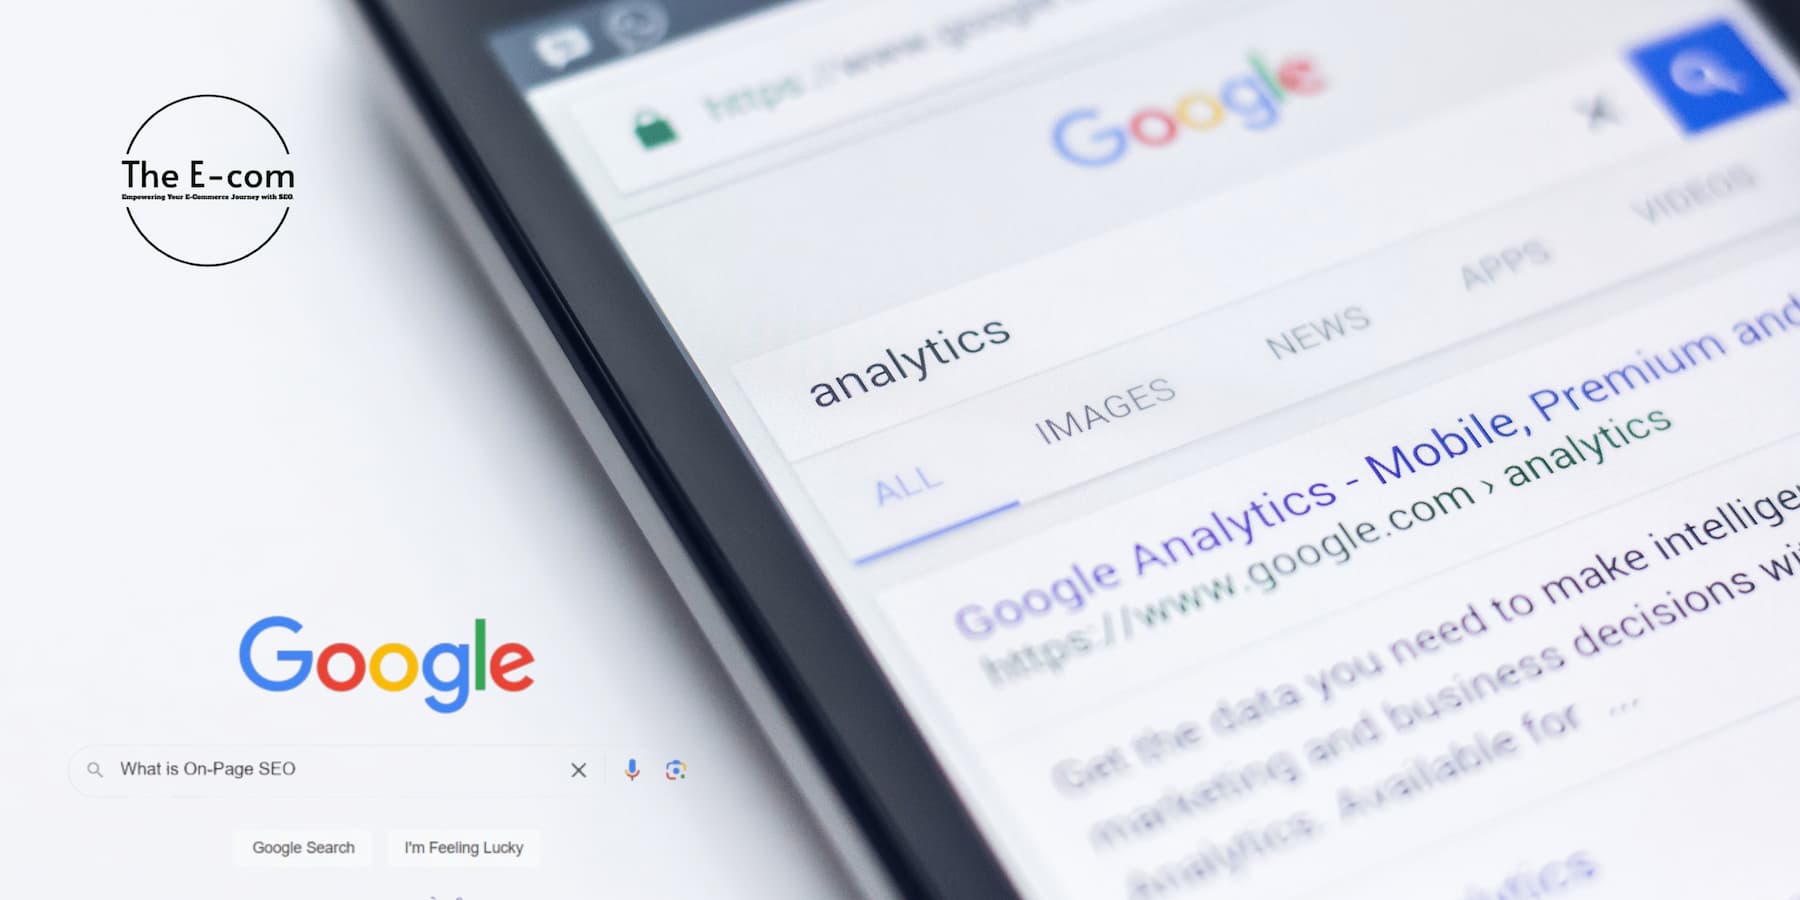 The E-com
Empowering Your E-Commerce Journey with SEO
https://www.google
Google
analytics
ALL IMAGES NEWS APPS VIDEOS
Google Analytics - Mobile, Premium and
https://www.google.com › analytics
Get the data you need to make
marketing and business decisions
Analytics. Available for ...
Google
What is On-Page SEO
Google Search I'm Feeling Lucky